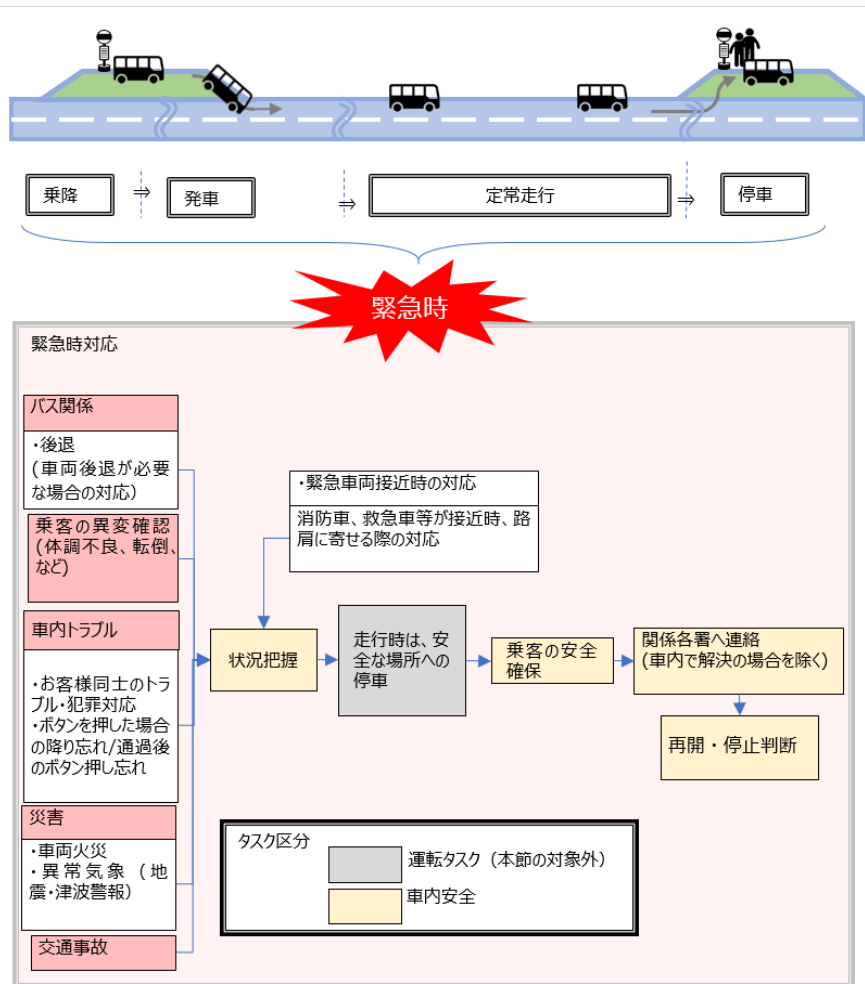 乗降
⇒
発車
⇒
定常走行
⇒
停車
緊急時
緊急時対応
バス関係
・後退
(車両後退が必要
な場合の対応)
乗客の異変確認
(体調不良、転倒、
など)
車内トラブル
・お客様同士のトラ
ブル・犯罪対応
・ボタンを押した場合
の降り忘れ/通過後
のボタン押し忘れ
災害
・車両火災
・異常気象(地
震・津波警報)
交通事故
・緊急車両接近時の対応
消防車、救急車等が接近時、路
肩に寄せる際の対応
状況把握
走行時は、安
全な場所への
停車
乗客の安全
確保
関係各署へ連絡
(車内で解決の場合を除く)
再開・停止判断
タスク区分
運転タスク(本節の対象外)
車内安全